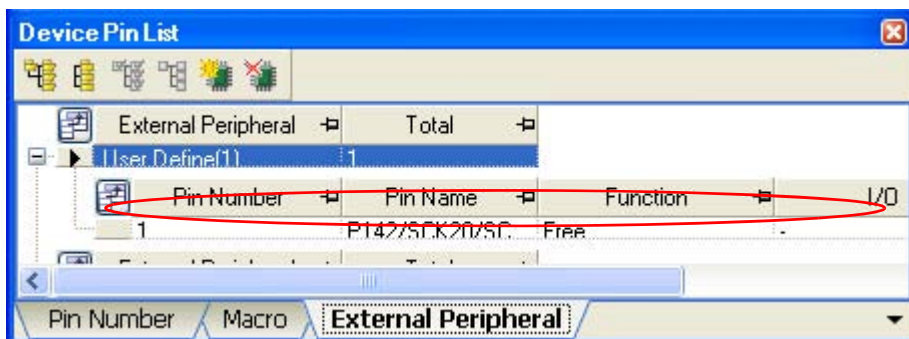 Device Pin List
External Peripheral Total
User Define(1) 1
Pin Number Pin Name Function I/O
1 P142/SCK20/SC Free -
Pin Number Macro External Peripheral